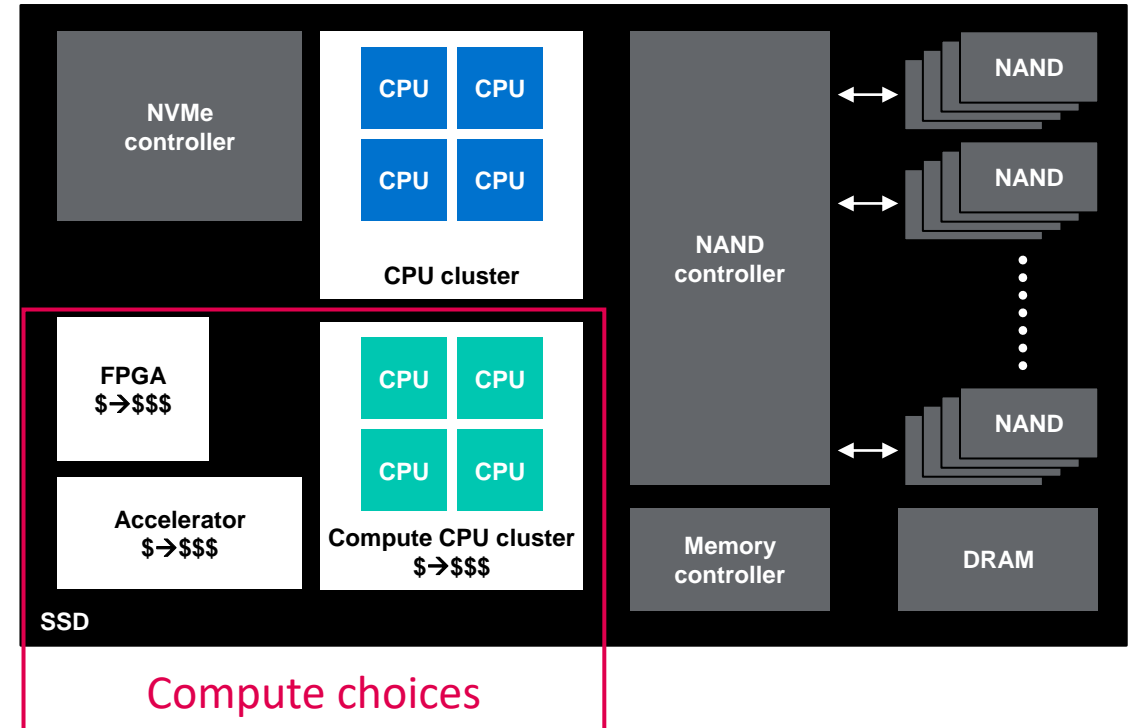 NVMe
controller
CPU
CPU
CPU
CPU
CPU cluster
NAND
controller
NAND
NAND
NAND
FPGA
$→$$$
Accelerator
$→$$$
CPU
CPU
CPU
CPU
Compute CPU cluster
$→$$$
Memory
controller
DRAM
SSD
Compute choices